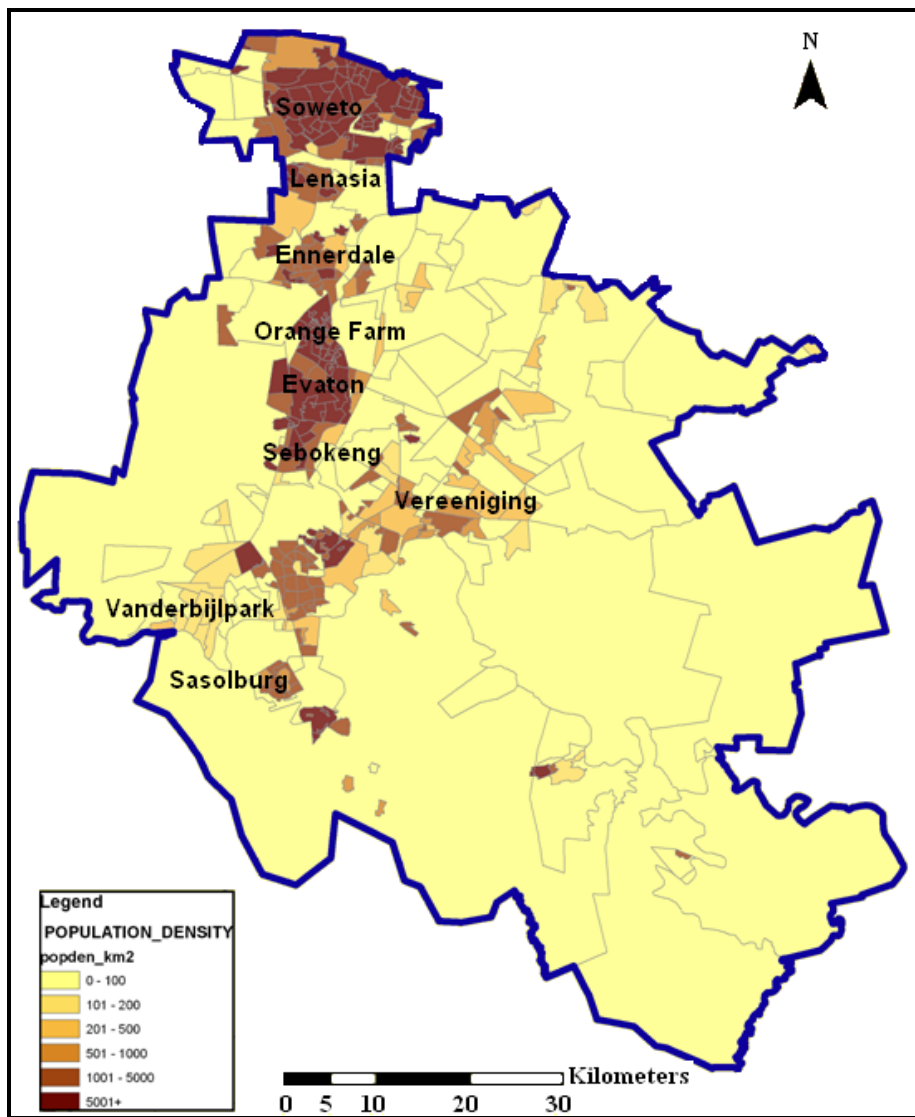 N
Soweto
Lenasia
Ennerdale
Orange Farm
Evaton
Sebokeng
Vereeniging
Vanderbijlpark
Sasolburg
Legend
POPULATION_DENSITY
popden_km2
0 - 100
101 - 200
201 - 500
501 - 1000
1001 - 5000
5001+
Kilometers
0 5 10 20 30